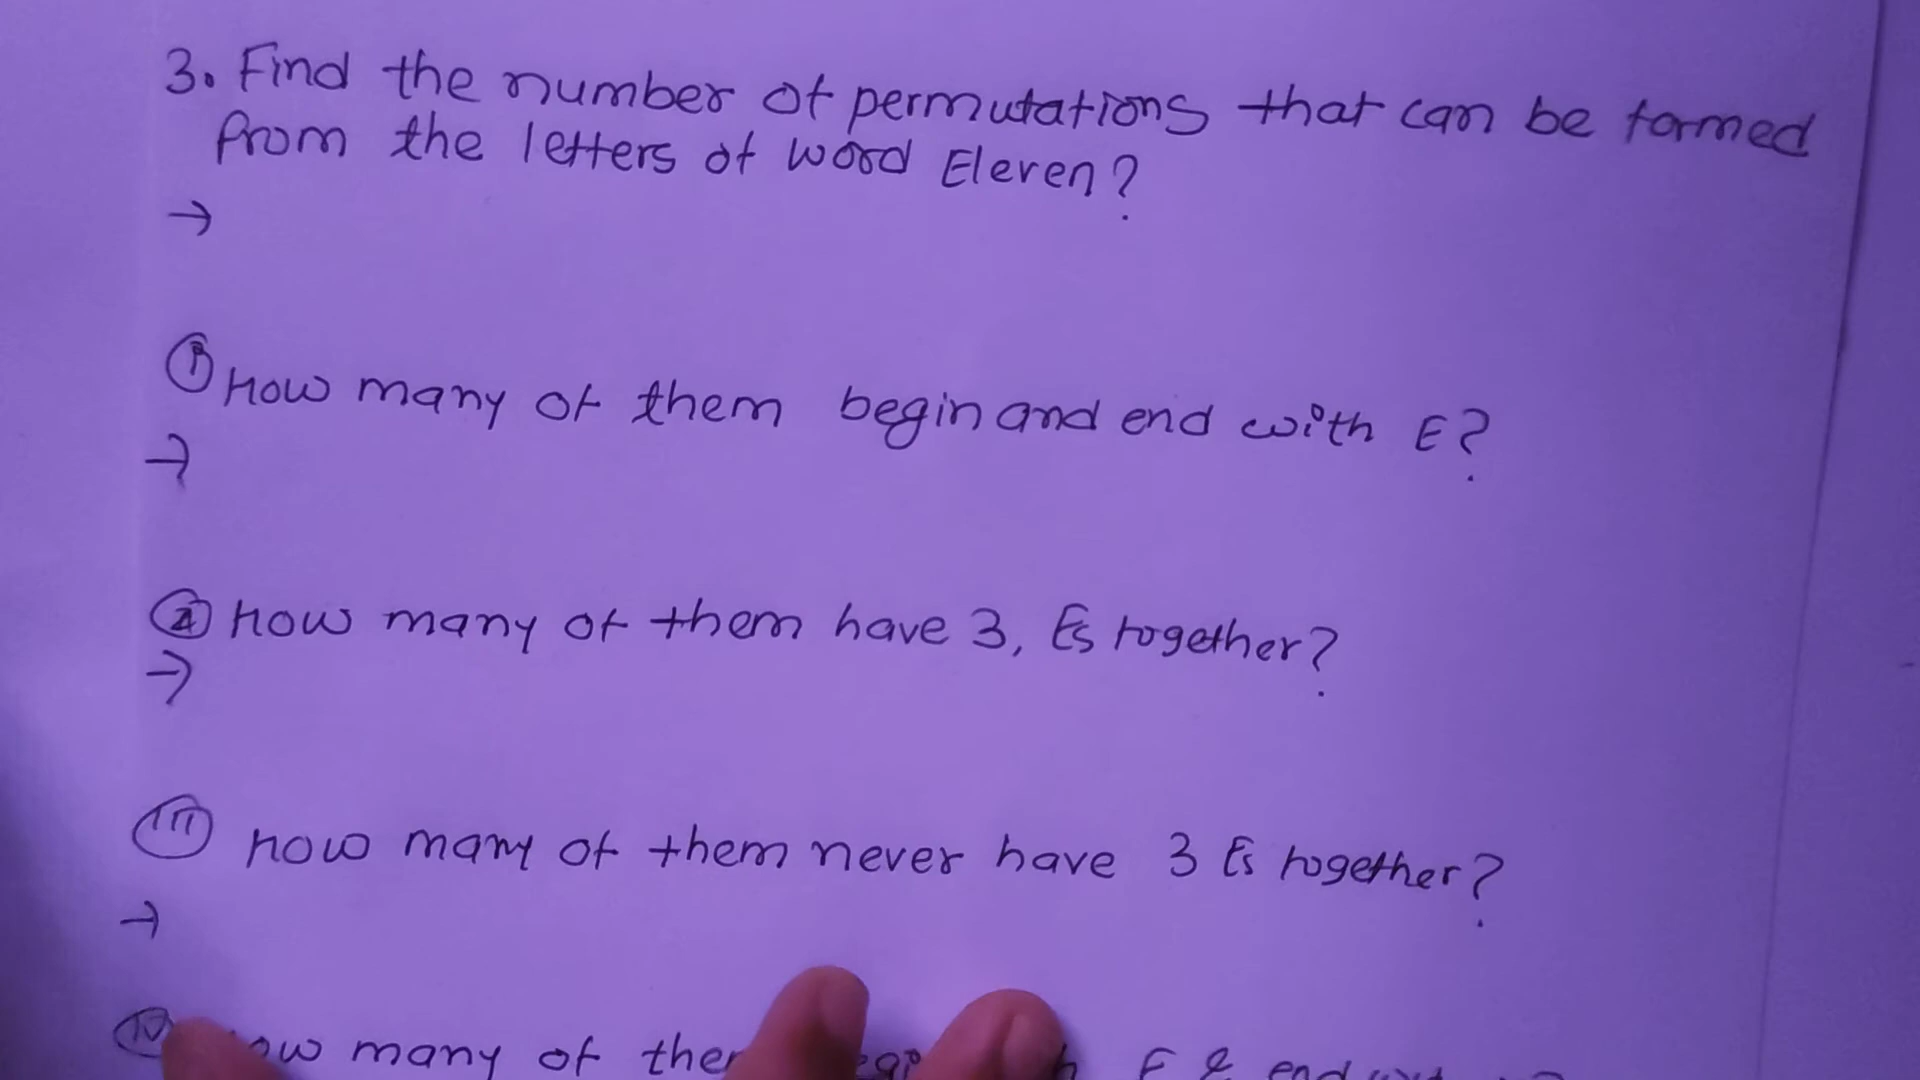 3. Find the number of permutations that can be formed
from the letters of word Eleven?
→
① How many of them begin and end with E?
→
② How many of them have 3, Es together?
→
(III) how many of them never have 3 Es together?
→
(IV) many of E & end